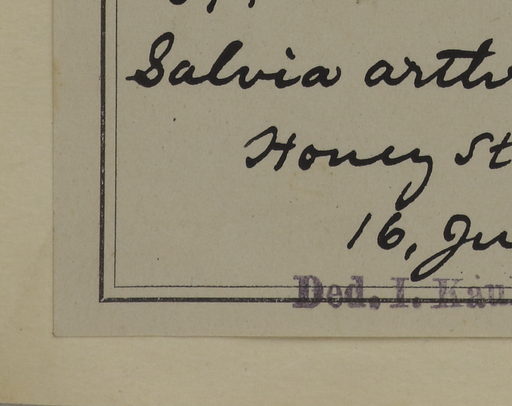 Salvia arth
Honey St
16, Ju
Ded. I. Kau